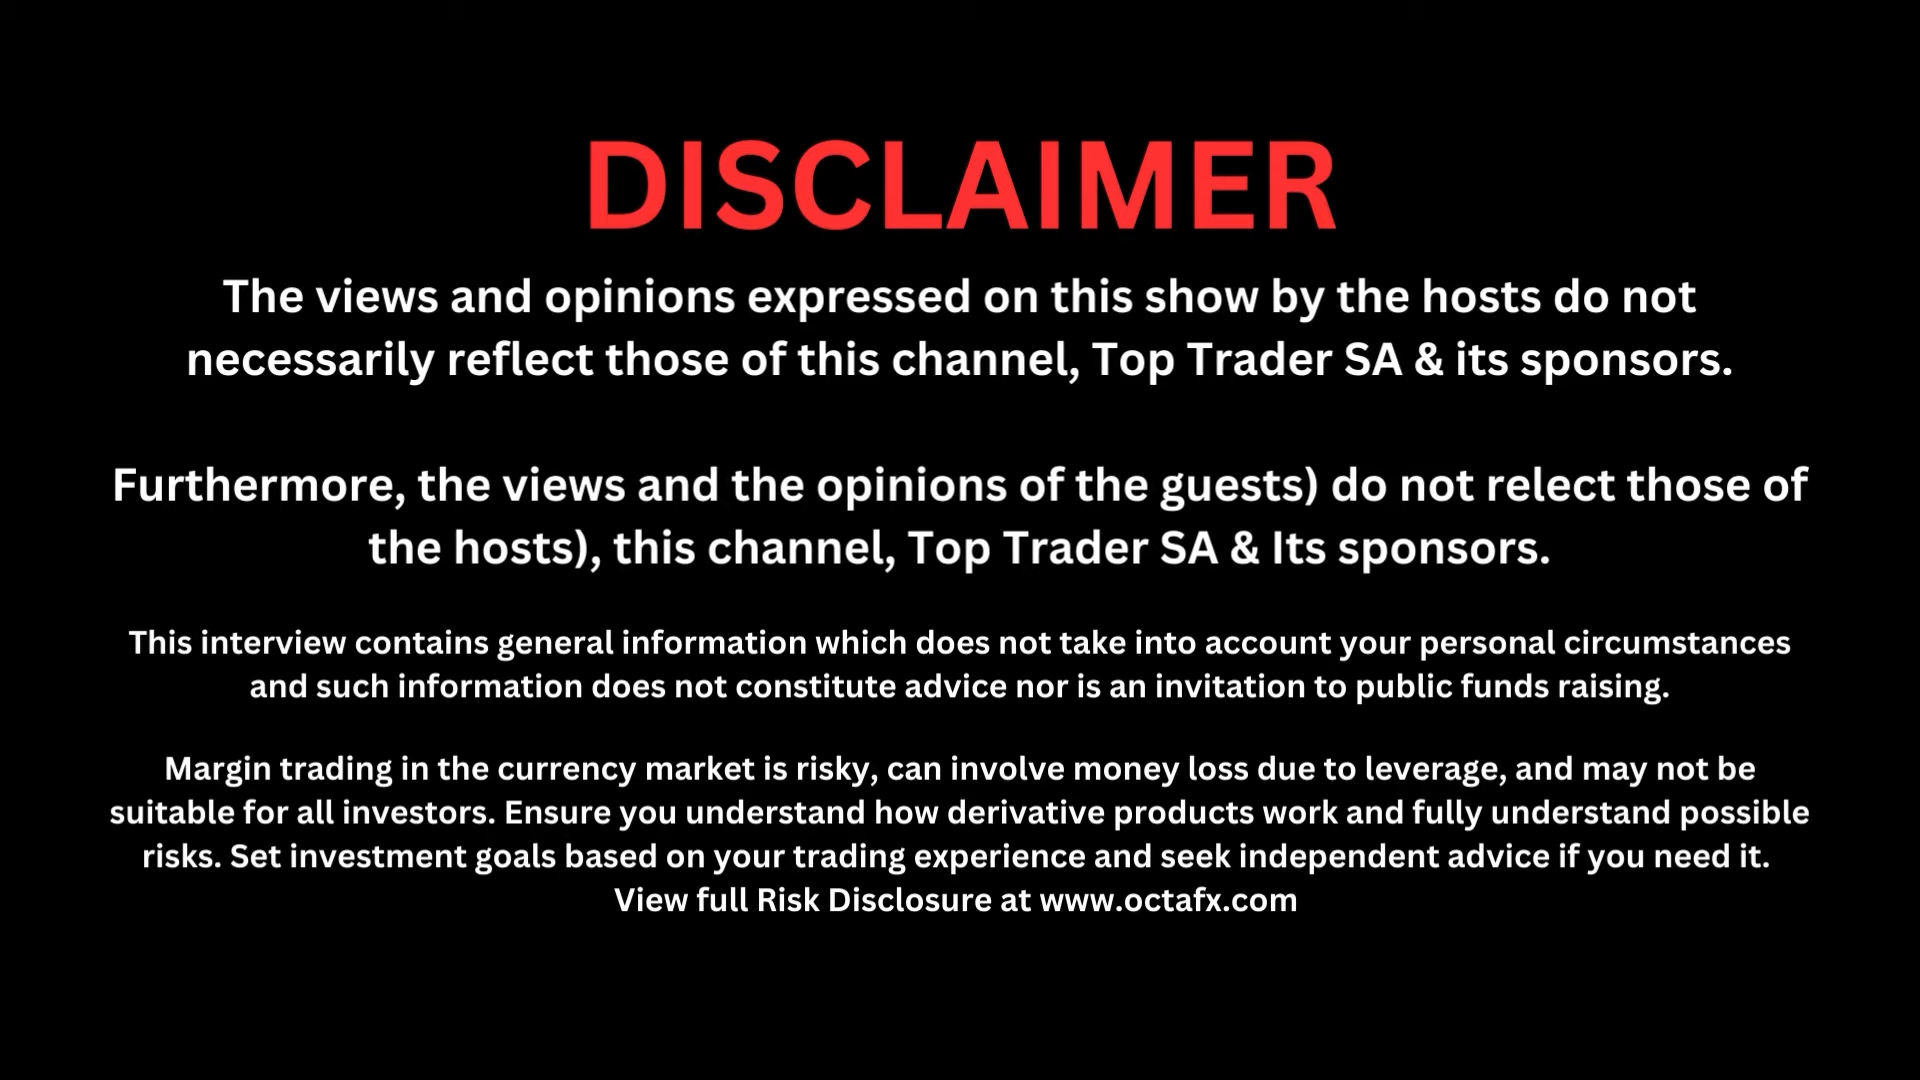 DISCLAIMER
The views and opinions expressed on this show by the hosts do not
necessarily reflect those of this channel, Top Trader SA & its sponsors.
Furthermore, the views and the opinions of the guests) do not relect those of
the hosts), this channel, Top Trader SA & Its sponsors.
This interview contains general information which does not take into account your personal circumstances
and such information does not constitute advice nor is an invitation to public funds raising.
Margin trading in the currency market is risky, can involve money loss due to leverage, and may not be
suitable for all investors. Ensure you understand how derivative products work and fully understand possible
risks. Set investment goals based on your trading experience and seek independent advice if you need it.
View full Risk Disclosure at www.octafx.com